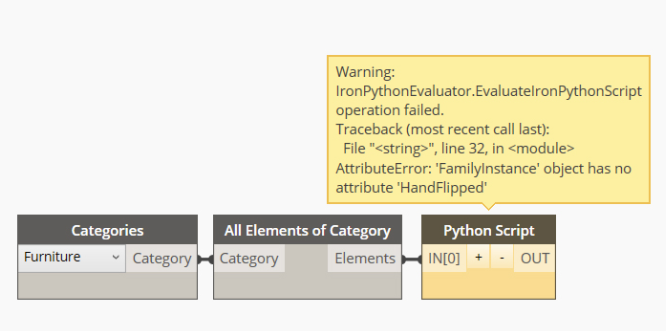 Warning:
IronPythonEvaluator.EvaluateIronPythonScript
operation failed.
Traceback (most recent call last):
File "<string>", line 32, in <module>
AttributeError: 'FamilyInstance' object has no
attribute 'HandFlipped'
Categories
Furniture
Category
All Elements of Category
Category
Elements
Python Script
IN[0] + - OUT